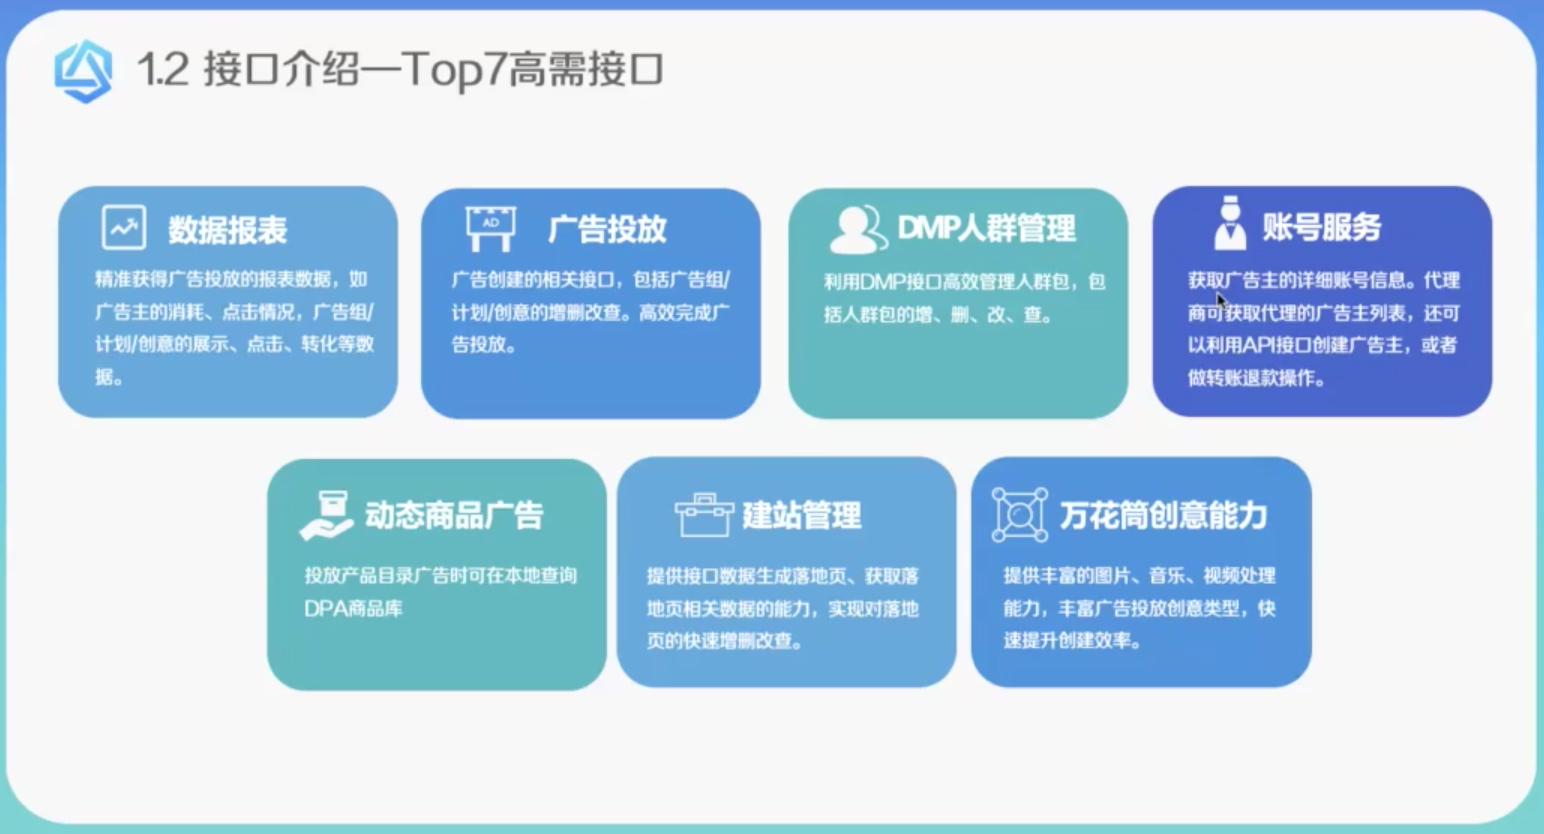 1.2 接口介绍—Top7高需接口
数据报表
精准获得广告投放的报表数据，如
广告主的消耗、点击情况，广告组/
计划/创意的展示、点击、转化等数
据。
AD
广告投放
广告创建的相关接口，包括广告组/
计划/创意的增删改查。高效完成广
告投放。
DMP人群管理
利用DMP接口高效管理人群包，包
括人群包的增、删、改、查。
账号服务
获取广告主的详细账号信息。代理
商可获取代理的广告主列表，还可
以利用API接口创建广告主，或者
做转账退款操作。
动态商品广告
投放产品目录广告时可在本地查询
DPA商品库
建站管理
提供接口数据生成落地页、获取落
地页相关数据的能力，实现对落地
页的快速增删改查。
万花筒创意能力
提供丰富的图片、音乐、视频处理
能力，丰富广告投放创意类型，快
速提升创建效率。